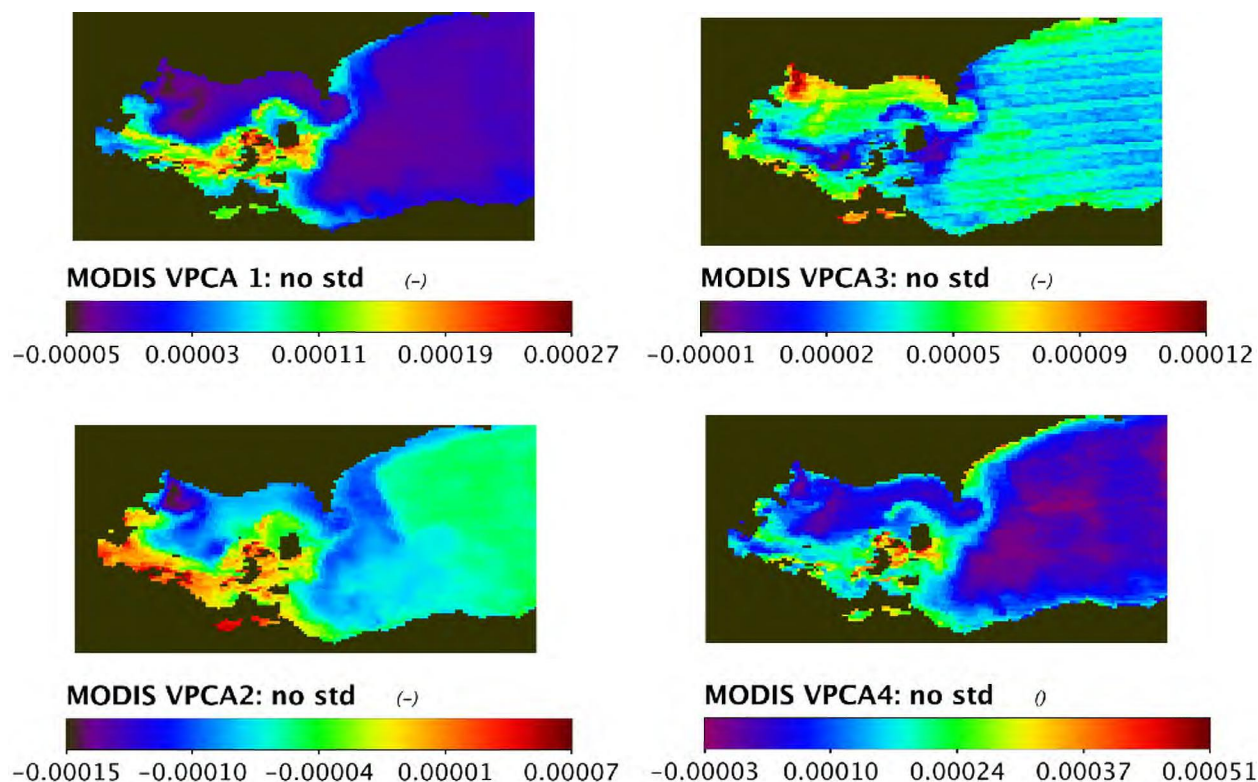 MODIS VPCA 1: no std (-)
-0.00005 0.00003 0.00011 0.00019 0.00027
MODIS VPCA3: no std (-)
-0.00001 0.00002 0.00005 0.00009 0.00012
MODIS VPCA2: no std (-)
-0.00015 -0.00010 -0.00004 0.00001 0.00007
MODIS VPCA4: no std ()
-0.00003 0.00010 0.00024 0.00037 0.00051